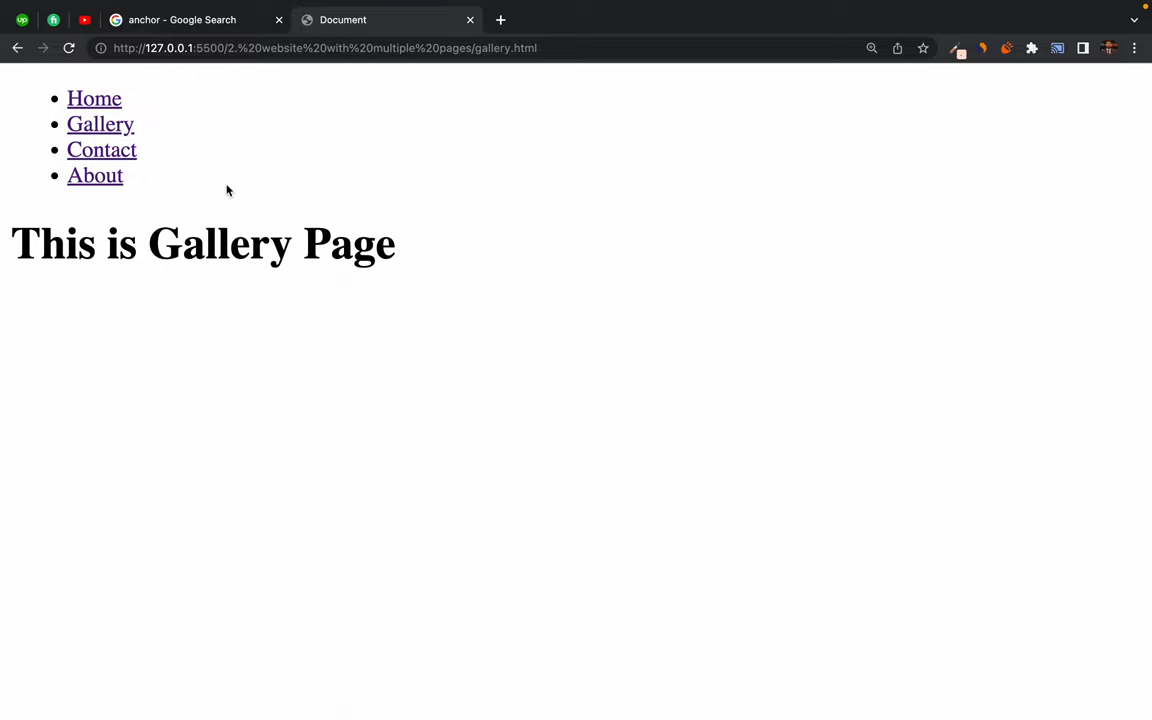 up
anchor - Google Search
Document
http://127.0.0.1:5500/2.%20website%20with%20multiple%20pages/gallery.html
Home
Gallery
Contact
About
This is Gallery Page